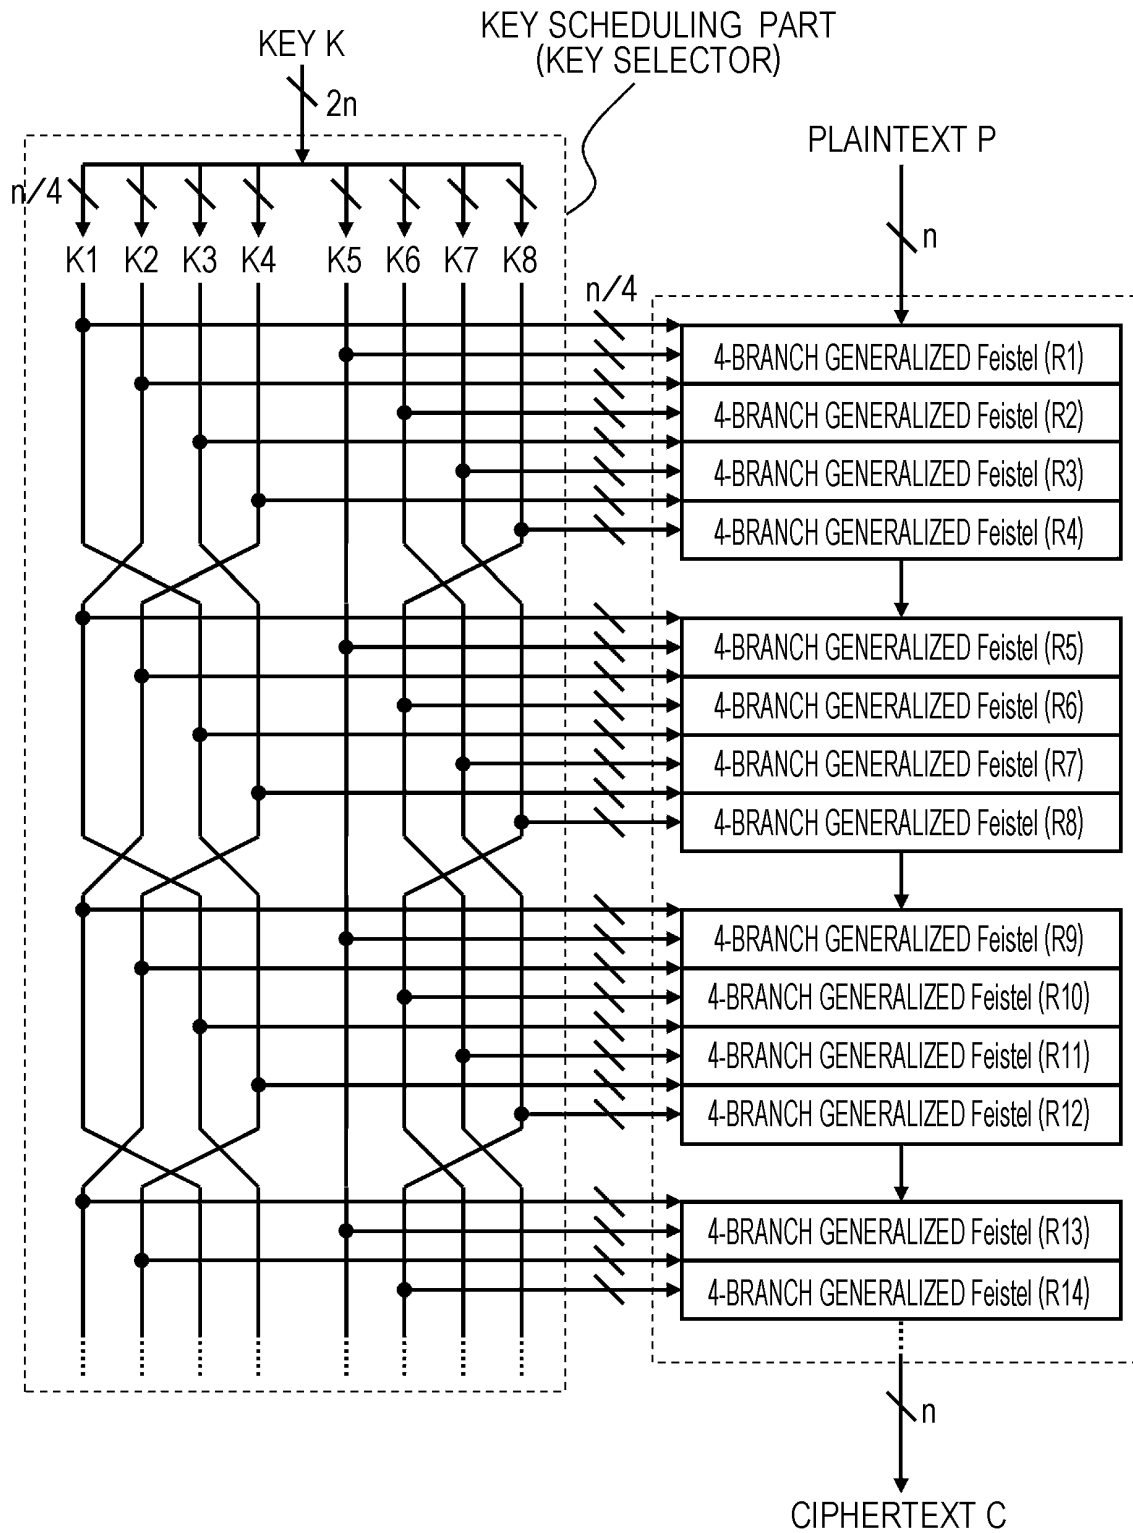 KEY SCHEDULING PART
(KEY SELECTOR)
KEY K
2n
PLAINTEXT P
n/4
n
K1 K2 K3 K4 K5 K6 K7 K8
n/4
4-BRANCH GENERALIZED Feistel (R1)
4-BRANCH GENERALIZED Feistel (R2)
4-BRANCH GENERALIZED Feistel (R3)
4-BRANCH GENERALIZED Feistel (R4)
4-BRANCH GENERALIZED Feistel (R5)
4-BRANCH GENERALIZED Feistel (R6)
4-BRANCH GENERALIZED Feistel (R7)
4-BRANCH GENERALIZED Feistel (R8)
4-BRANCH GENERALIZED Feistel (R9)
4-BRANCH GENERALIZED Feistel (R10)
4-BRANCH GENERALIZED Feistel (R11)
4-BRANCH GENERALIZED Feistel (R12)
4-BRANCH GENERALIZED Feistel (R13)
4-BRANCH GENERALIZED Feistel (R14)
n
CIPHERTEXT C